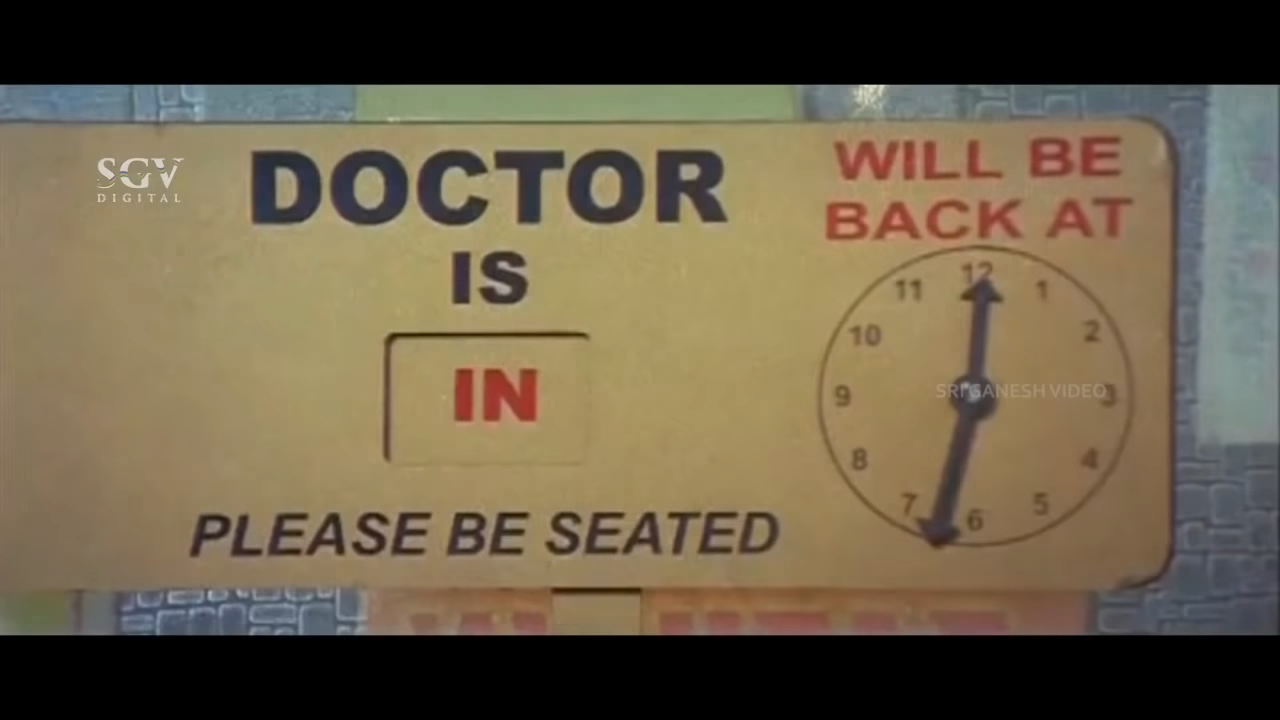 SGV
DIGITAL
DOCTOR
IS
IN
PLEASE BE SEATED
WILL BE
BACK AT
12
1
2
3
4
5
6
7
8
9
10
11
SRI GANESH VIDEO